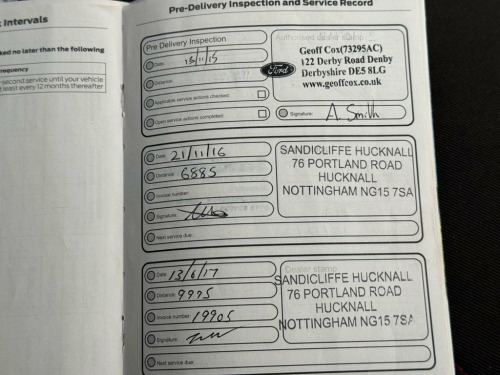 t Intervals
ked no later than the following
equency
second service until your vehicle
least every 12 months thereafter
Pre-Delivery Inspection and Service Record
Pre Delivery Inspection
Date:
Distance:
Applicable service actions checked:
Open service actions completed:
Authorised dealer stamp
Geoff Cox(73295AC)
122 Derby Road Denby
Derbyshire DE5 8LG
www.geoffcox.co.uk
Ford
Signature: A. Smith
Date: 21/11/16
Distance: 6885
Invoice number:
Signature:
Next service due:
SANDICLIFFE HUCKNALL
76 PORTLAND ROAD
HUCKNALL
NOTTINGHAM NG15 7SA
Date: 13/6/17
Distance: 9975
Invoice number: 19905
Signature:
Next service due:
Dealer stamp
SANDICLIFFE HUCKNALL
76 PORTLAND ROAD
HUCKNALL
NOTTINGHAM NG15 7SA